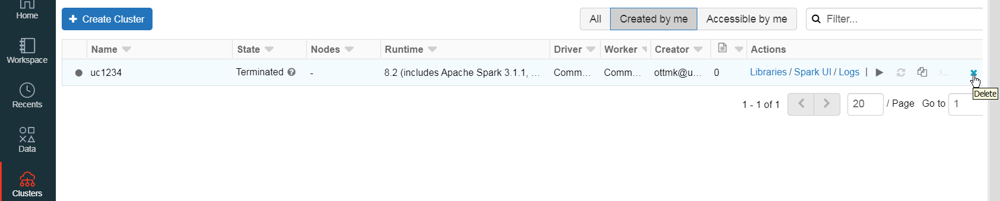 Home
Workspace
Recents
Data
Clusters
Create Cluster
All Created by me Accessible by me Filter...
Name State Nodes Runtime Driver Worker Creator Actions
uc1234 Terminated - 8.2 (includes Apache Spark 3.1.1, ... Comm... Comm... ottmk@u... 0 Libraries / Spark UI / Logs |
Delete
1 - 1 of 1 20 / Page Go to 1